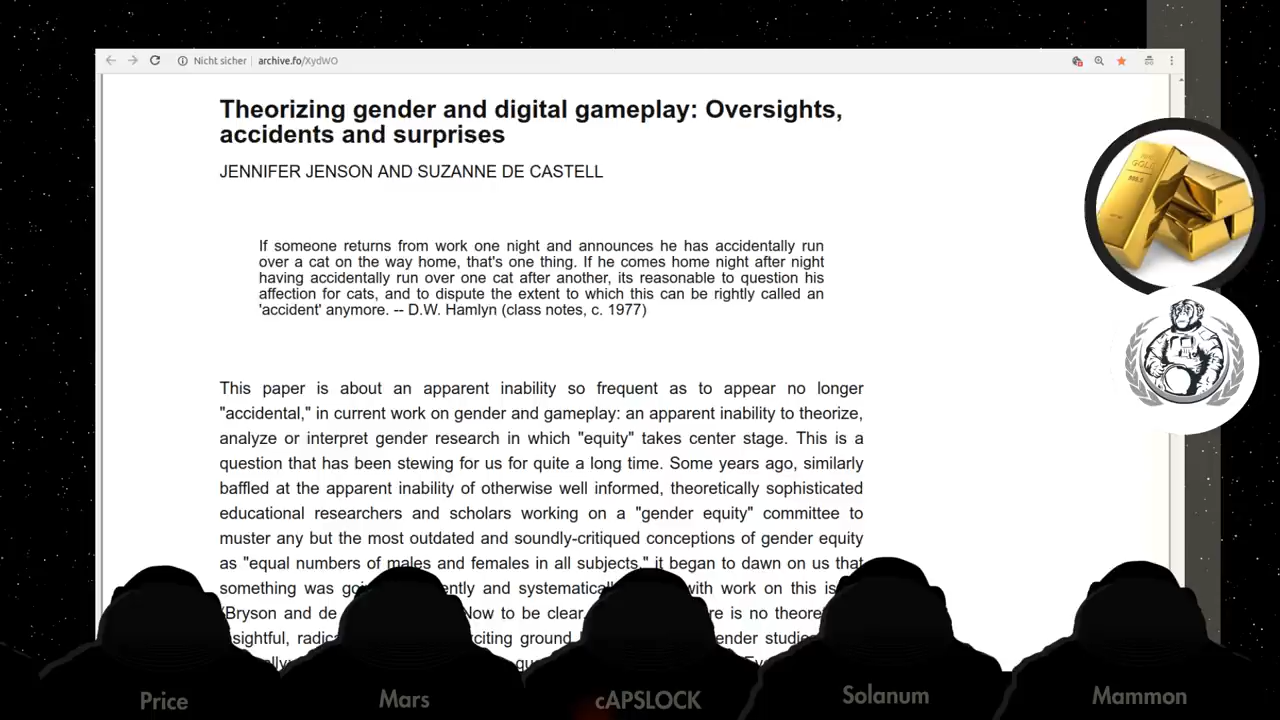 Nicht sicher | archive.fo/XydWO
Theorizing gender and digital gameplay: Oversights,
accidents and surprises
JENNIFER JENSON AND SUZANNE DE CASTELL
If someone returns from work one night and announces he has accidentally run
over a cat on the way home, that's one thing. If he comes home night after night
having accidentally run over one cat after another, its reasonable to question his
affection for cats, and to dispute the extent to which this can be rightly called an
'accident' anymore. -- D.W. Hamlyn (class notes, c. 1977)
This paper is about an apparent inability so frequent as to appear no longer
"accidental," in current work on gender and gameplay: an apparent inability to theorize,
analyze or interpret gender research in which "equity" takes center stage. This is a
question that has been stewing for us for quite a long time. Some years ago, similarly
baffled at the apparent inability of otherwise well informed, theoretically sophisticated
educational researchers and scholars working on a "gender equity" committee to
muster any but the most outdated and soundly-critiqued conceptions of gender equity
as "equal numbers of males and females in all subjects," it began to dawn on us that
something was ently and systematical with work on this
Bryson and de Now to be clear, re is no
radic citing ground
GOLD
Price
Mars
cAPSLOCK
Solanum
Mammon